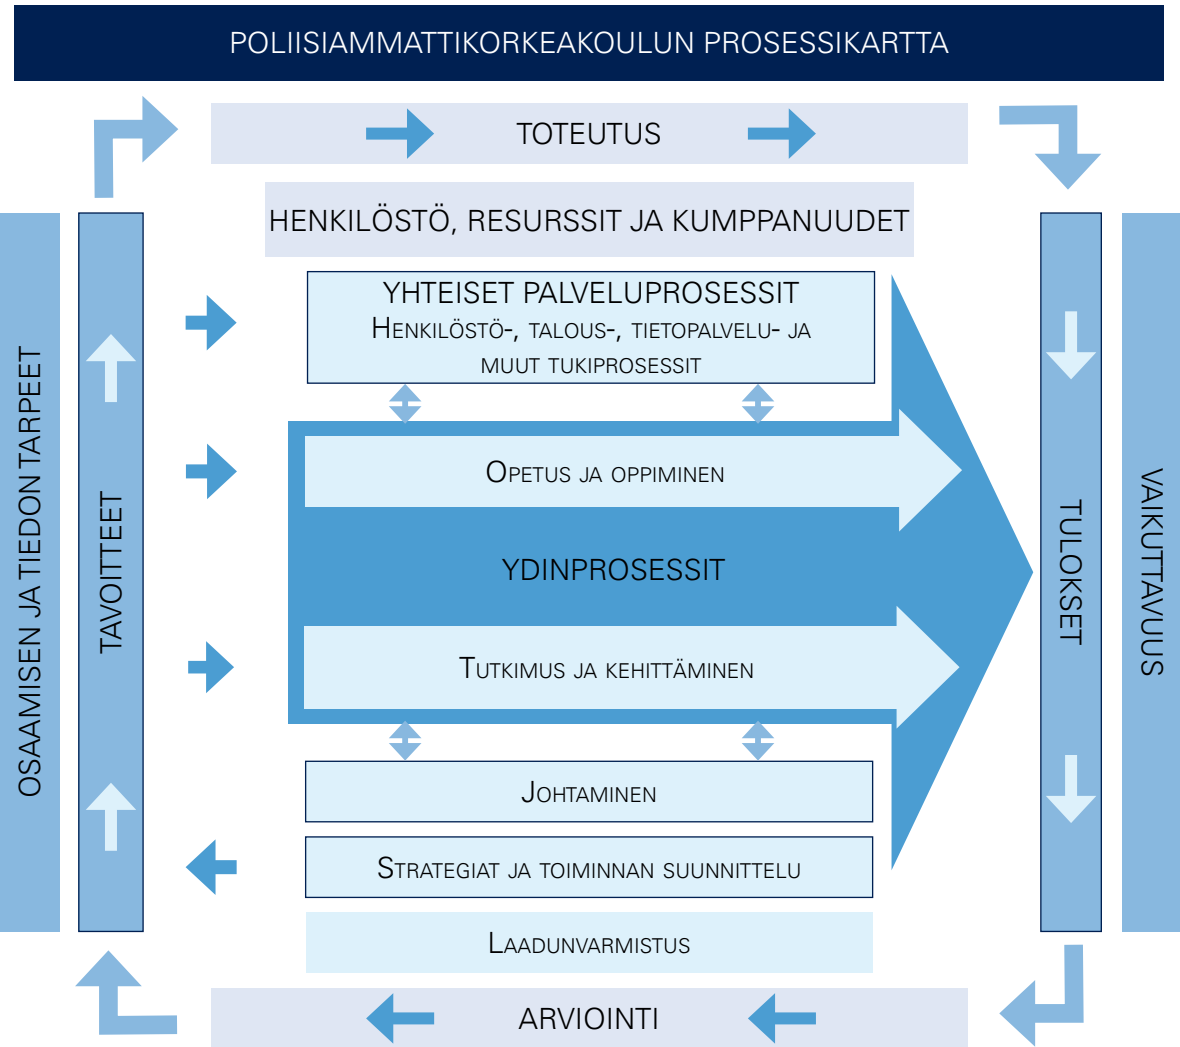 POLIISIAMMATTIKORKEAKOULUN PROSESSIKARTTA
TOTEUTUS
HENKILÖSTÖ, RESURSSIT JA KUMPPANUUDET
OSAAMISEN JA TIEDON TARPEET
TAVOITTEET
YHTEISET PALVELUPROSESSIT
Henkilöstö-, talous-, tietopalvelu- ja
muut tukiprosessit
Opetus ja oppiminen
YDINPROSESSIT
Tutkimus ja kehittäminen
Johtaminen
Strategiat ja toiminnan suunnittelu
Laadunvarmistus
TULOKSET
VAIKUTTAVUUS
ARVIOINTI